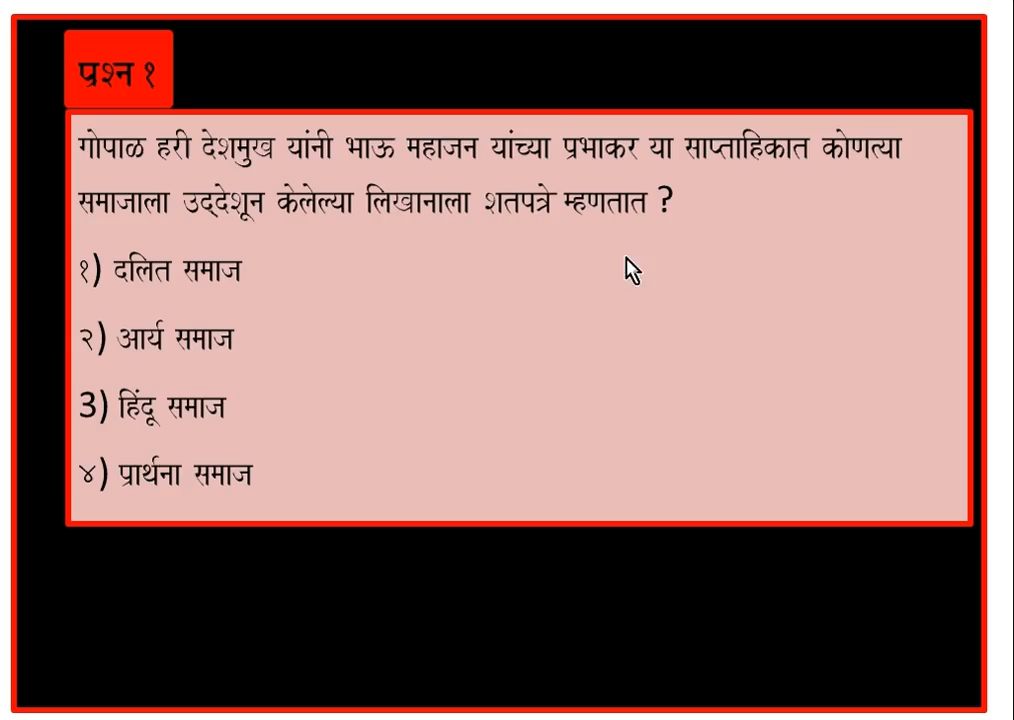 प्रश्न १
गोपाळ हरी देशमुख यांनी भाऊ महाजन यांच्या प्रभाकर या साप्ताहिकात कोणत्या
समाजाला उद्‌देशून केलेल्या लिखानाला शतपत्रे म्हणतात ?
१) दलित समाज
२) आर्य समाज
3) हिंदू समाज
४) प्रार्थना समाज